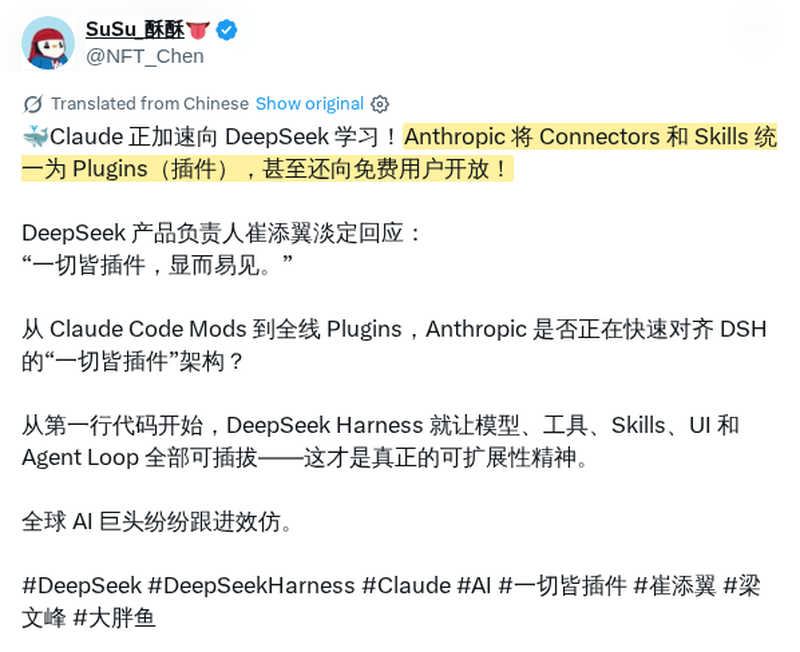 SuSu_酥酥👅
@NFT_Chen
Translated from Chinese Show original
🐳Claude 正加速向 DeepSeek 学习！Anthropic 将 Connectors 和 Skills 统
一为 Plugins（插件），甚至还向免费用户开放！
DeepSeek 产品负责人崔添翼淡定回应：
“一切皆插件，显而易见。”
从 Claude Code Mods 到全线 Plugins，Anthropic 是否正在快速对齐 DSH
的“一切皆插件”架构？
从第一行代码开始，DeepSeek Harness 就让模型、工具、Skills、UI 和
Agent Loop 全部可插拔——这才是真正的可扩展性精神。
全球 AI 巨头纷纷跟进效仿。
#DeepSeek #DeepSeekHarness #Claude #AI #一切皆插件 #崔添翼 #梁
文峰 #大胖鱼